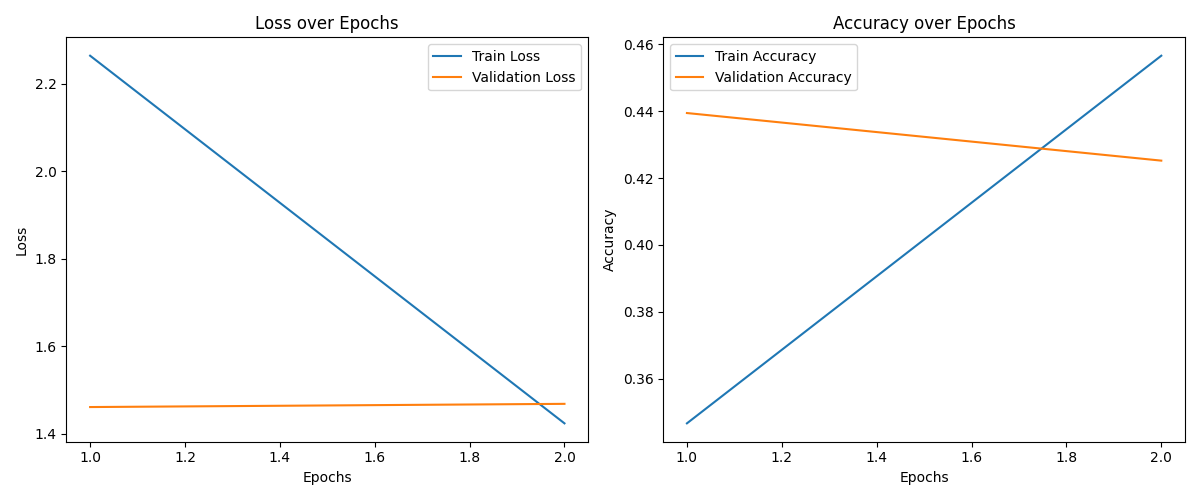 Loss over Epochs
Train Loss
Validation Loss
2.2
2.0
1.8
1.6
1.4
Loss
1.0 1.2 1.4 1.6 1.8 2.0
Epochs
Accuracy over Epochs
Train Accuracy
Validation Accuracy
0.46
0.44
0.42
0.40
0.38
0.36
Accuracy
1.0 1.2 1.4 1.6 1.8 2.0
Epochs